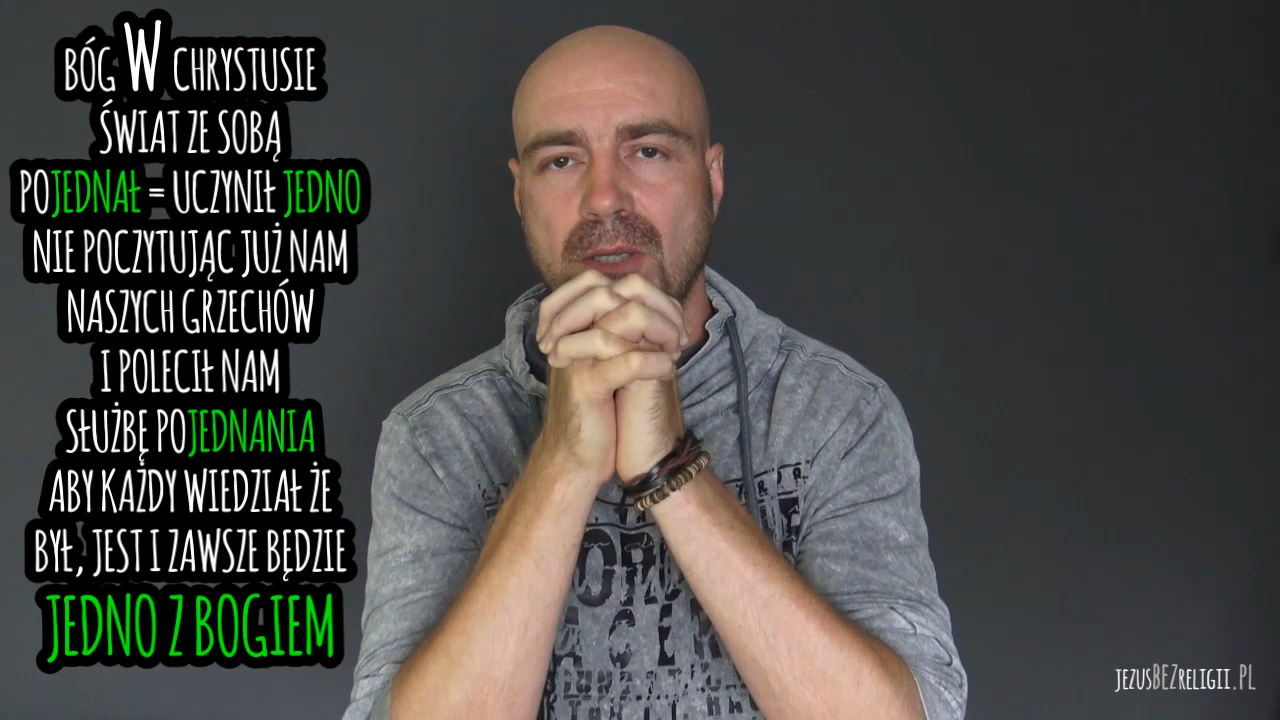 BÓG W CHRYSTUSIE
ŚWIAT ZE SOBĄ
POJEDNAŁ = UCZYNIŁ JEDNO
NIE POCZYTUJĄC JUŻ NAM
NASZYCH GRZECHÓW
I POLECIŁ NAM
SŁUŻBĘ POJEDNANIA
ABY KAŻDY WIEDZIAŁ ŻE
BYŁ, JEST I ZAWSZE BĘDZIE
JEDNO Z BOGIEM
JEZUSBEZRELIGII.PL